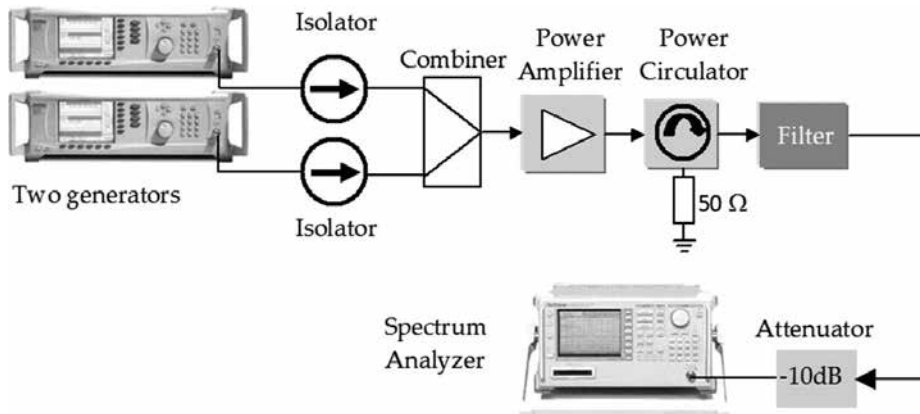 Isolator
Combiner
Power
Amplifier
Power
Circulator
Filter
Two generators
Isolator
50 Ω
Spectrum
Analyzer
Attenuator
-10dB